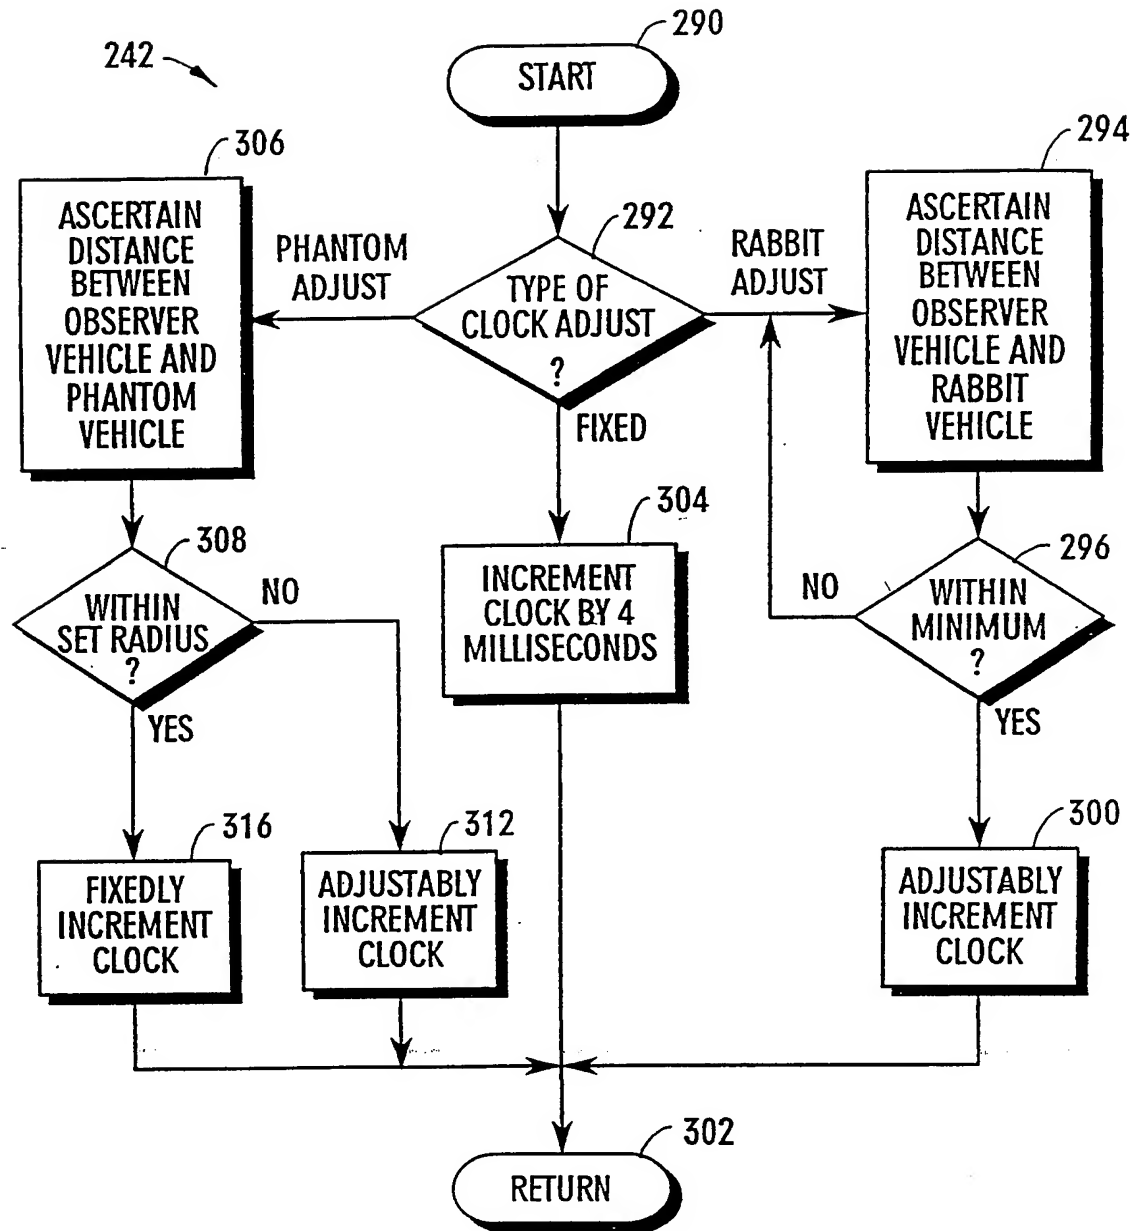 242
290
START
306
ASCERTAIN
DISTANCE
BETWEEN
OBSERVER
VEHICLE AND
PHANTOM
VEHICLE
PHANTOM
ADJUST
292
TYPE OF
CLOCK ADJUST
?
RABBIT
ADJUST
294
ASCERTAIN
DISTANCE
BETWEEN
OBSERVER
VEHICLE AND
RABBIT
VEHICLE
FIXED
308
WITHIN
SET RADIUS
?
NO
YES
304
INCREMENT
CLOCK BY 4
MILLISECONDS
296
WITHIN
MINIMUM
?
NO
YES
316
FIXEDLY
INCREMENT
CLOCK
312
ADJUSTABLY
INCREMENT
CLOCK
300
ADJUSTABLY
INCREMENT
CLOCK
302
RETURN